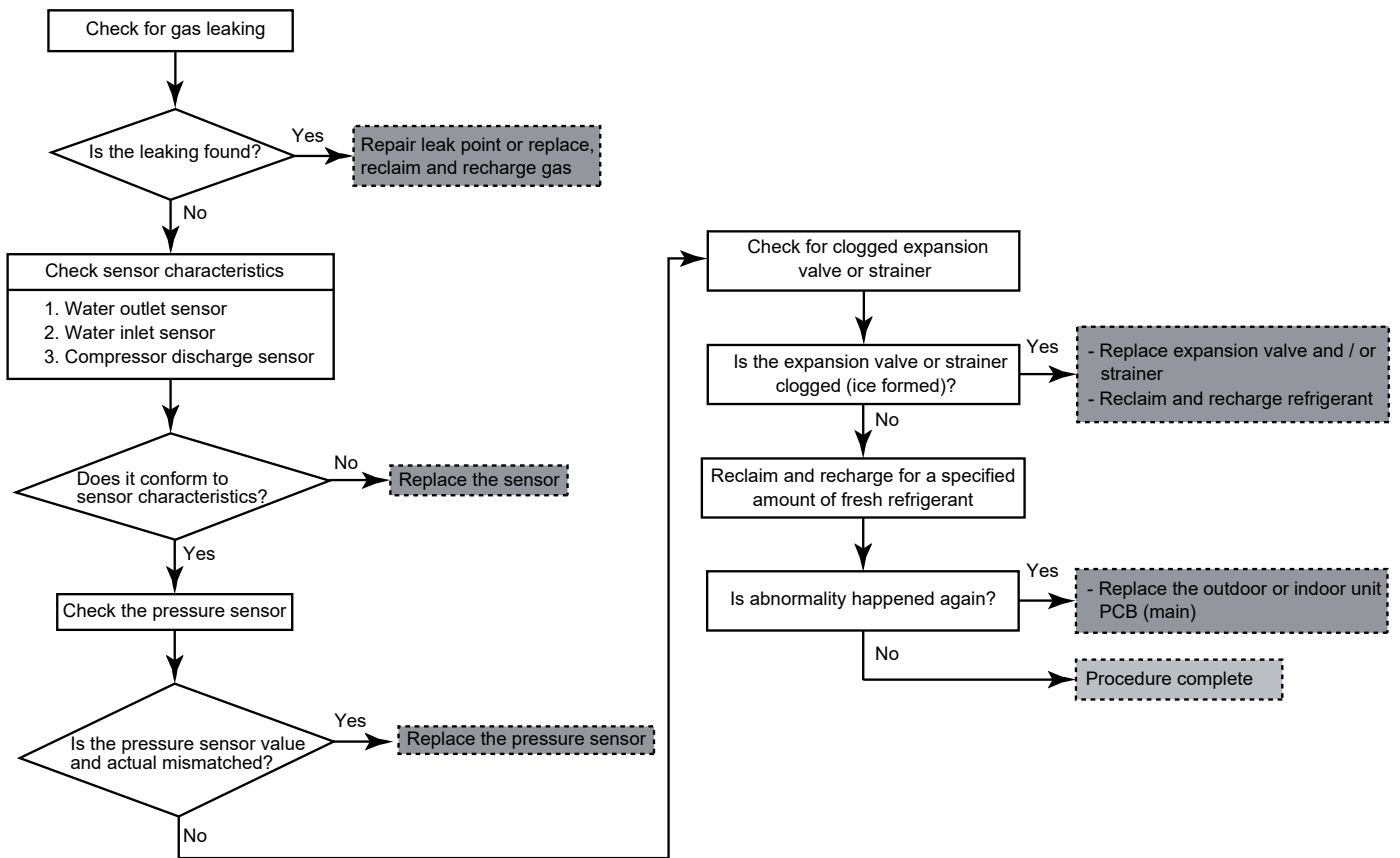 Check for gas leaking
Is the leaking found?
Yes
Repair leak point or replace,
reclaim and recharge gas
No
Check sensor characteristics
1. Water outlet sensor
2. Water inlet sensor
3. Compressor discharge sensor
Does it conform to
sensor characteristics?
No
Replace the sensor
Yes
Check the pressure sensor
Is the pressure sensor value
and actual mismatched?
Yes
Replace the pressure sensor
No
Check for clogged expansion
valve or strainer
Is the expansion valve or strainer
clogged (ice formed)?
Yes
- Replace expansion valve and / or
strainer
- Reclaim and recharge refrigerant
No
Reclaim and recharge for a specified
amount of fresh refrigerant
Is abnormality happened again?
Yes
- Replace the outdoor or indoor unit
PCB (main)
No
Procedure complete